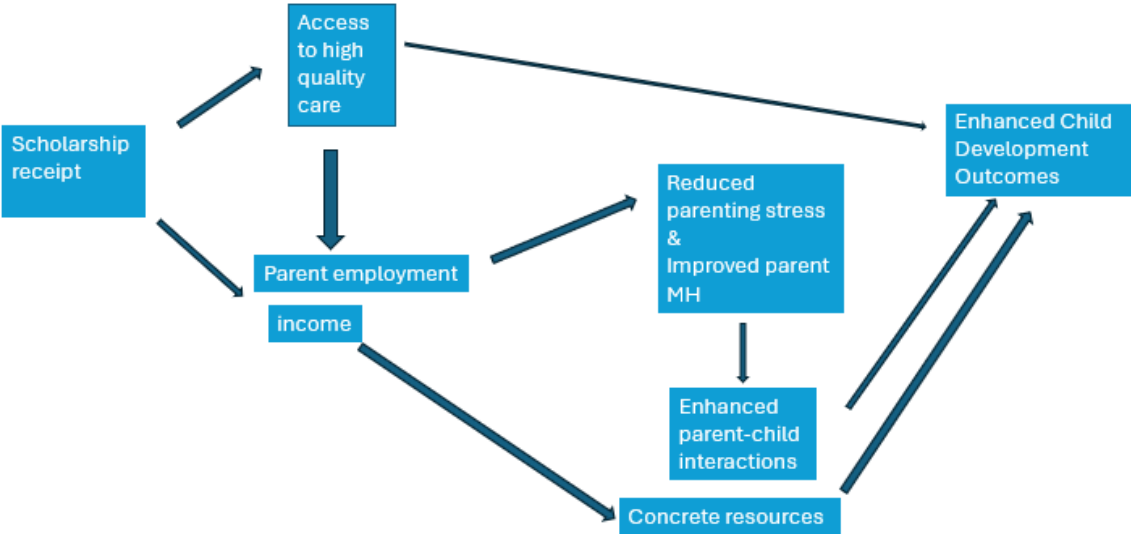 Access
to high
quality
care
Scholarship
receipt
Enhanced Child
Development
Outcomes
Reduced
parenting stress
&
Improved parent
MH
Parent employment
income
Enhanced
parent-child
interactions
Concrete resources